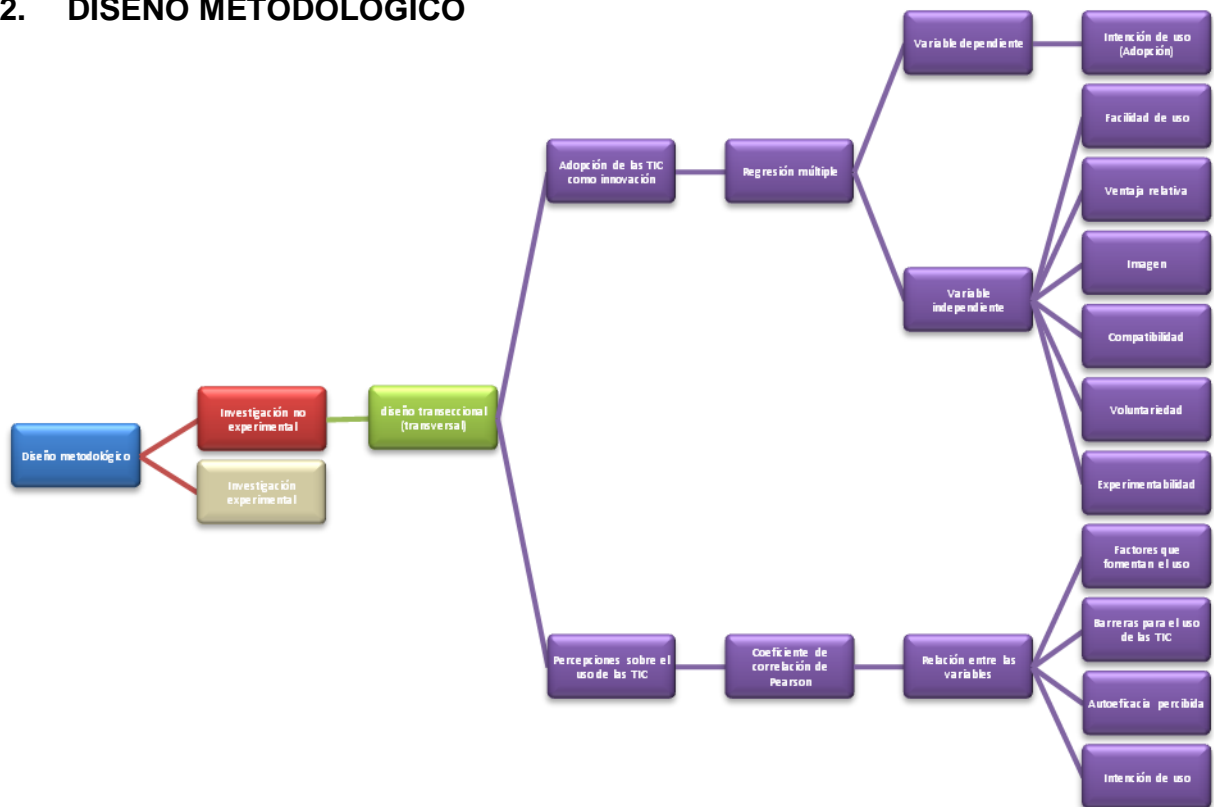 2. DISEÑO METODOLÓGICO
Variable dependiente
Intención de uso
(Adopción)
Facilidad de uso
Adopción de las TIC
como innovación
Regresión múltiple
Ventaja relativa
Imagen
Variable
independiente
Compatibilidad
Voluntariedad
Experimentabilidad
Diseño metodológico
Investigación no
experimental
diseño transeccional
(transversal)
Investigación
experimental
Percepciones sobre el
uso de las TIC
Coeficiente de
correlación de
Pearson
Relación entre las
variables
Factores que
fomentan el uso
Barreras para el uso
de las TIC
Autoeficacia percibida
Intención de uso